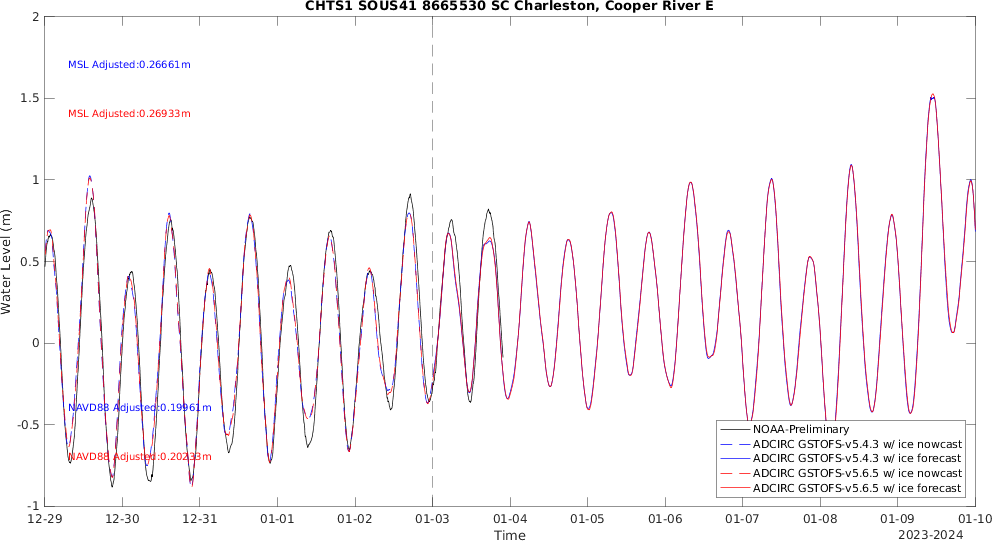 CHTS1 SOUS41 8665530 SC Charleston, Cooper River E
2
1.5
1
0.5
0
-0.5
-1
Water Level (m)
MSL Adjusted:0.26661m
MSL Adjusted:0.26933m
NAVD88 Adjusted:0.19961m
NAVD88 Adjusted:0.20233m
NOAA-Preliminary
ADCIRC GSTOFS-v5.4.3 w/ ice nowcast
ADCIRC GSTOFS-v5.4.3 w/ ice forecast
ADCIRC GSTOFS-v5.6.5 w/ ice nowcast
ADCIRC GSTOFS-v5.6.5 w/ ice forecast
12-29 12-30 12-31 01-01 01-02 01-03 01-04 01-05 01-06 01-07 01-08 01-09 01-10
Time
2023-2024